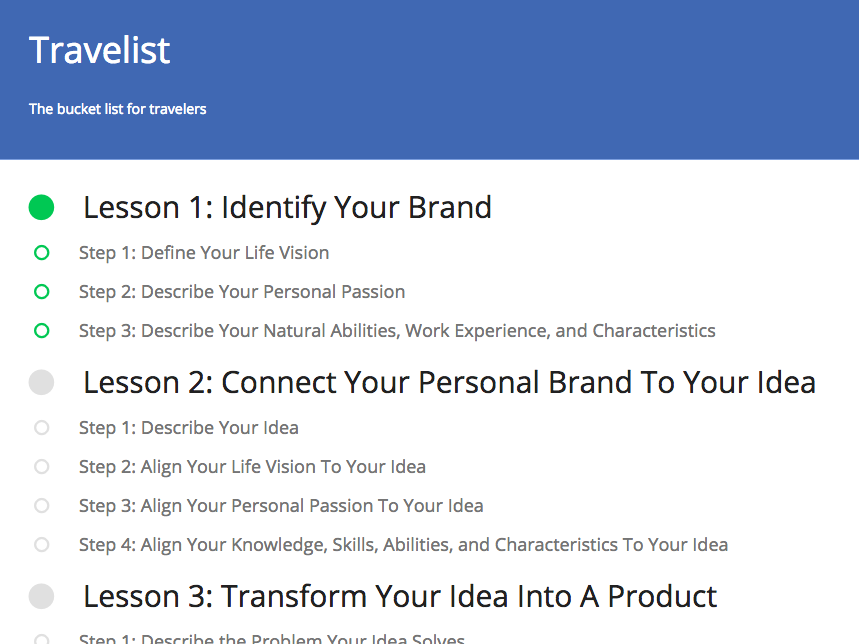 Travelist
The bucket list for travelers
Lesson 1: Identify Your Brand
Step 1: Define Your Life Vision
Step 2: Describe Your Personal Passion
Step 3: Describe Your Natural Abilities, Work Experience, and Characteristics
Lesson 2: Connect Your Personal Brand To Your Idea
Step 1: Describe Your Idea
Step 2: Align Your Life Vision To Your Idea
Step 3: Align Your Personal Passion To Your Idea
Step 4: Align Your Knowledge, Skills, Abilities, and Characteristics To Your Idea
Lesson 3: Transform Your Idea Into A Product
Step 1: Describe the Problem Your Idea Solves